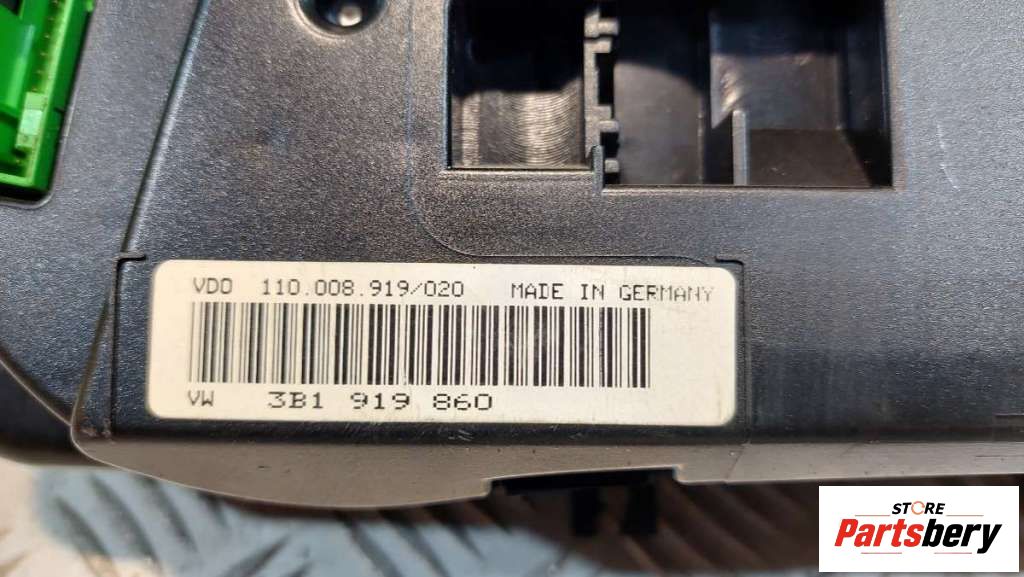 VDO 110.008.919/020 MADE IN GERMANY
VW 3B1 919 860
STORE
Partsbery